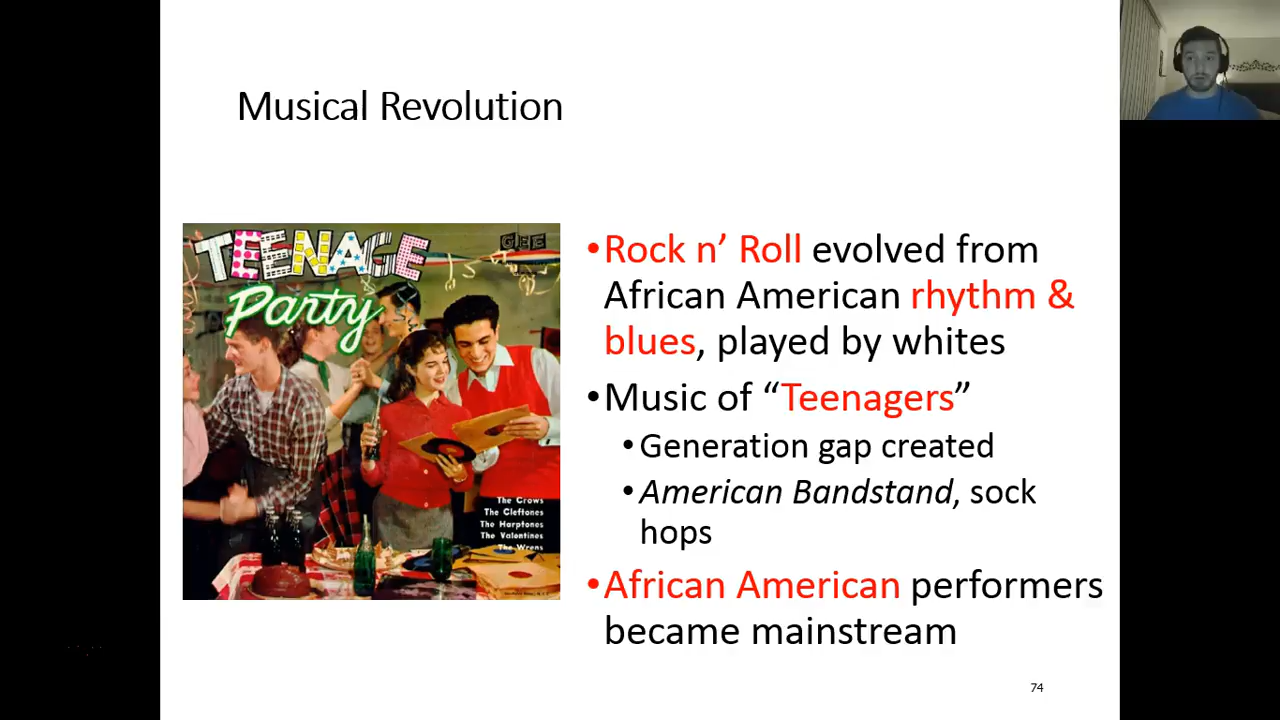 Musical Revolution
TEENAGE
Party
GEE
The Crows
The Cleftones
The Harptones
The Valentines
The Wrens
•Rock n’ Roll evolved from
African American rhythm &
blues, played by whites
•Music of “Teenagers”
•Generation gap created
•American Bandstand, sock
hops
•African American performers
became mainstream
74